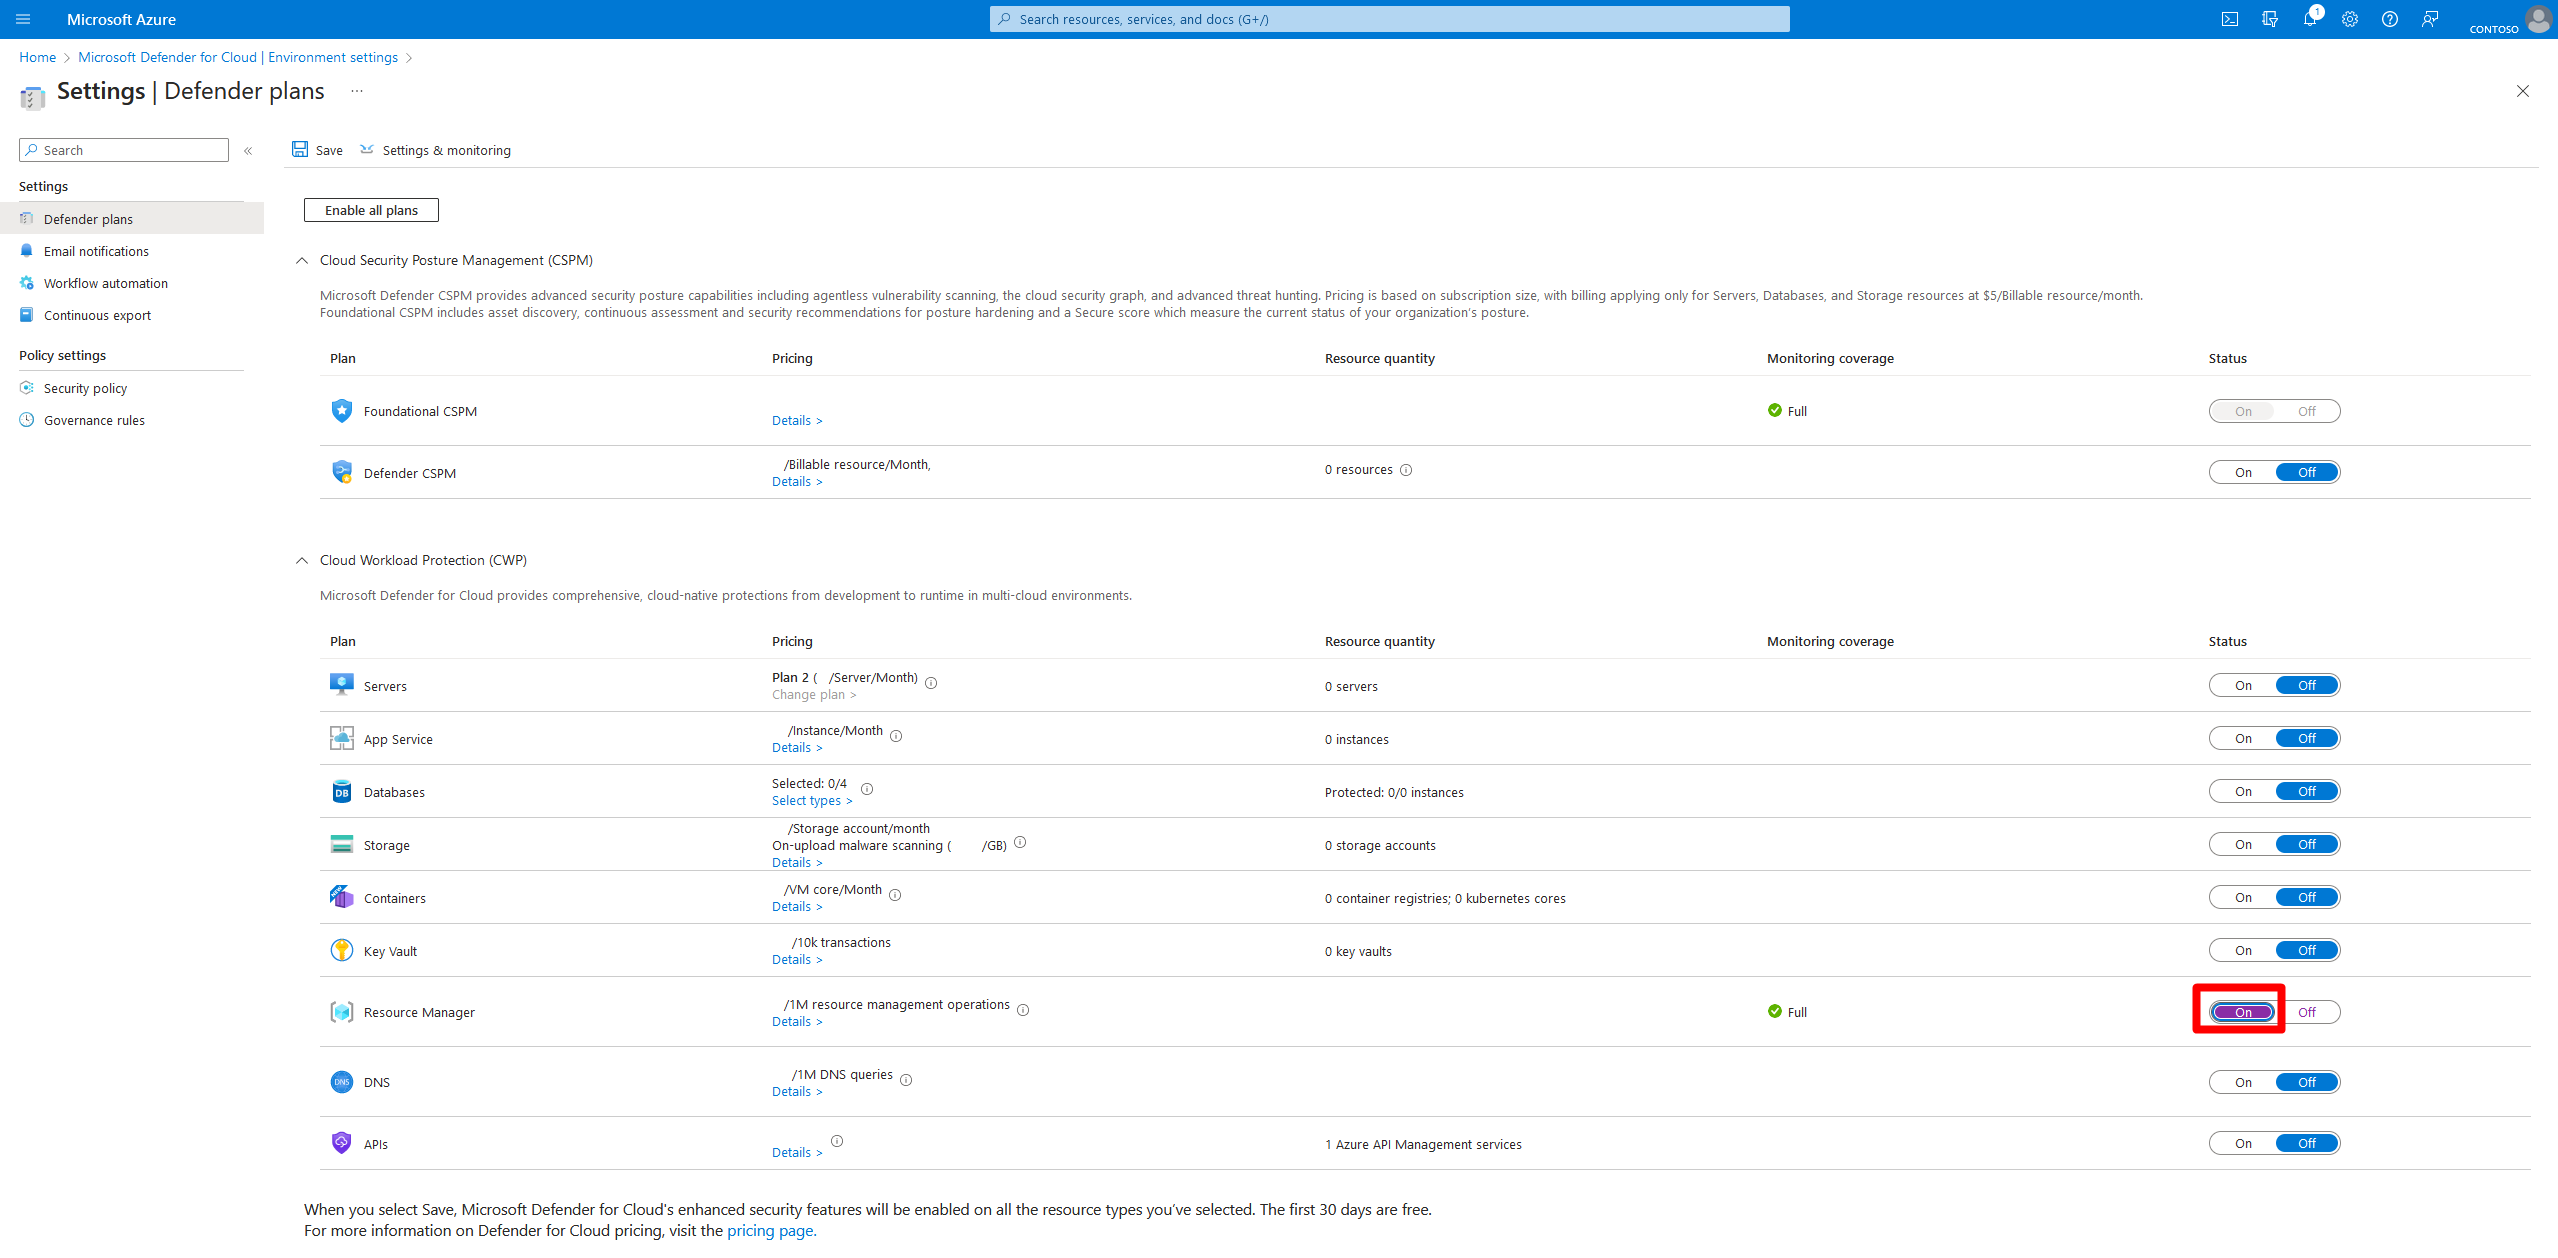 Microsoft Azure
Search resources, services, and docs (G+/)
1
CONTOSO
Home > Microsoft Defender for Cloud | Environment settings >
Settings | Defender plans ...
Search
«
Save
Settings & monitoring
Settings
Defender plans
Email notifications
Workflow automation
Continuous export
Policy settings
Security policy
Governance rules
Enable all plans
Cloud Security Posture Management (CSPM)
Microsoft Defender CSPM provides advanced security posture capabilities including agentless vulnerability scanning, the cloud security graph, and advanced threat hunting. Pricing is based on subscription size, with billing applying only for Servers, Databases, and Storage resources at $5/Billable resource/month.
Foundational CSPM includes asset discovery, continuous assessment and security recommendations for posture hardening and a Secure score which measure the current status of your organization's posture.
Plan Pricing Resource quantity Monitoring coverage Status
Foundational CSPM Details > Full On Off
/Billable resource/Month,
Defender CSPM Details > 0 resources On Off
Cloud Workload Protection (CWP)
Microsoft Defender for Cloud provides comprehensive, cloud-native protections from development to runtime in multi-cloud environments.
Plan Pricing Resource quantity Monitoring coverage Status
Plan 2 ( /Server/Month)
Servers Change plan > 0 servers On Off
/Instance/Month
App Service Details > 0 instances On Off
Selected: 0/4
Databases Select types > Protected: 0/0 instances On Off
/Storage account/month
Storage On-upload malware scanning ( /GB) 0 storage accounts On Off
Details >
/VM core/Month
Containers Details > 0 container registries; 0 kubernetes cores On Off
NEW
/10k transactions
Key Vault Details > 0 key vaults On Off
/1M resource management operations
Resource Manager Details > Full On Off
/1M DNS queries
DNS DNS Details > On Off
APIs Details > 1 Azure API Management services On Off
When you select Save, Microsoft Defender for Cloud's enhanced security features will be enabled on all the resource types you've selected. The first 30 days are free.
For more information on Defender for Cloud pricing, visit the pricing page.